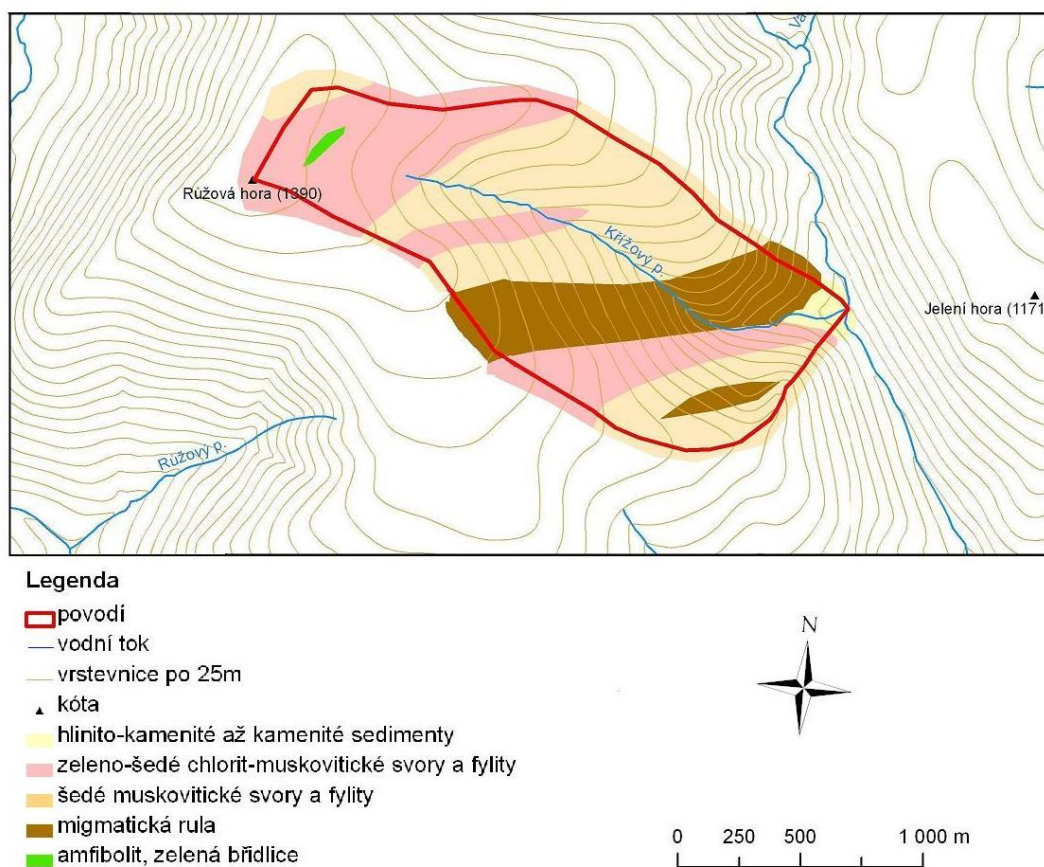 Va
Růžová hora (1390)
Křížový p.
Jelení hora (1171
Růžový p.
Legenda
povodí
vodní tok
vrstevnice po 25m
kóta
hlinito-kamenité až kamenité sedimenty
zeleno-šedé chlorit-muskovitické svory a fylity
šedé muskovitické svory a fylity
migmatická rula
amfibolit, zelená břidlice
N
0 250 500 1 000 m